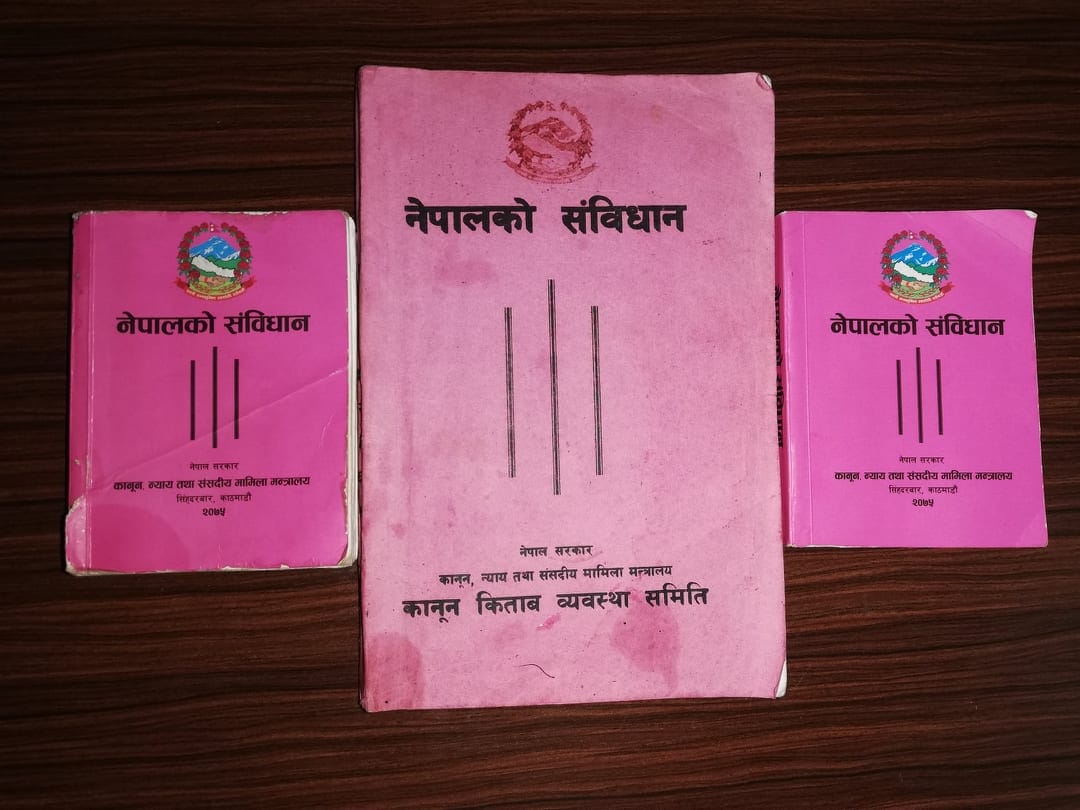 नेपालको संविधान
नेपाल सरकार
कानून, न्याय तथा संसदीय मामिला मन्त्रालय
सिंहदरबार, काठमाडौं
२०७५
नेपालको संविधान
नेपाल सरकार
कानून, न्याय तथा संसदीय मामिला मन्त्रालय
कानून किताब व्यवस्था समिति
नेपालको संविधान
नेपाल सरकार
कानून, न्याय तथा संसदीय मामिला मन्त्रालय
सिंहदरबार, काठमाडौं
२०७५